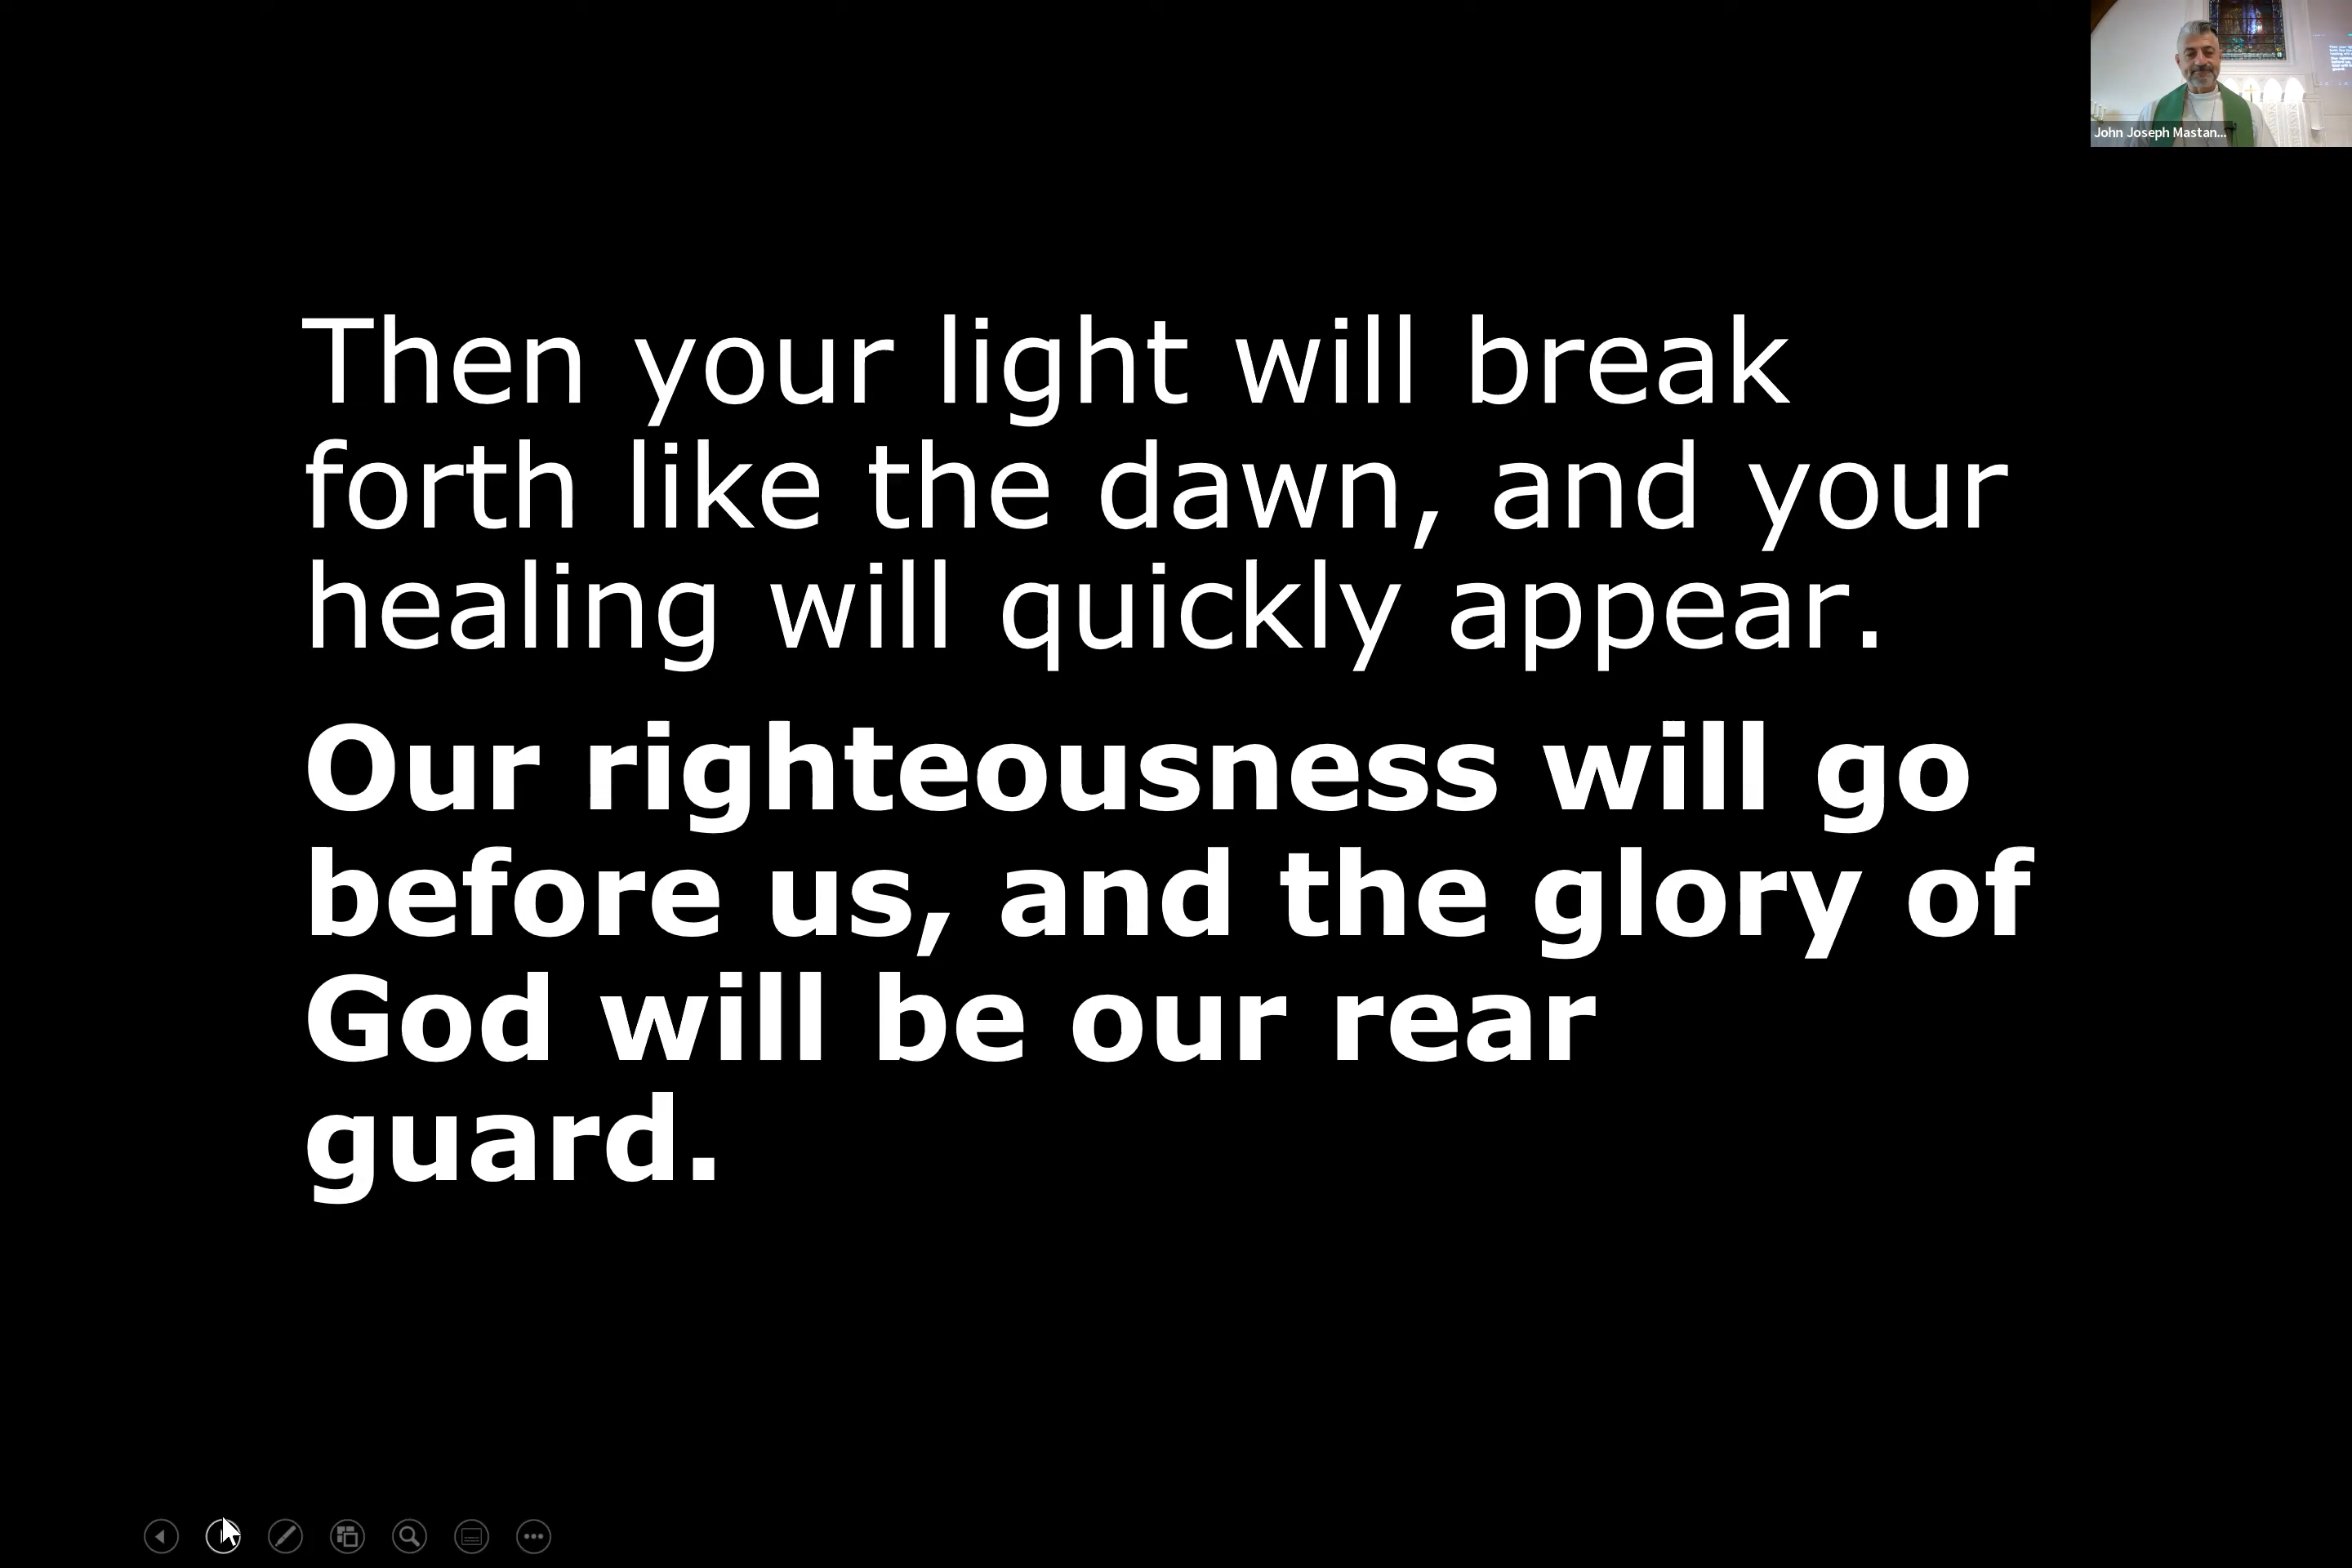 John Joseph Mastan...
Then your light will break
forth like the dawn, and your
healing will quickly appear.
Our righteousness will go
before us, and the glory of
God will be our rear
guard.